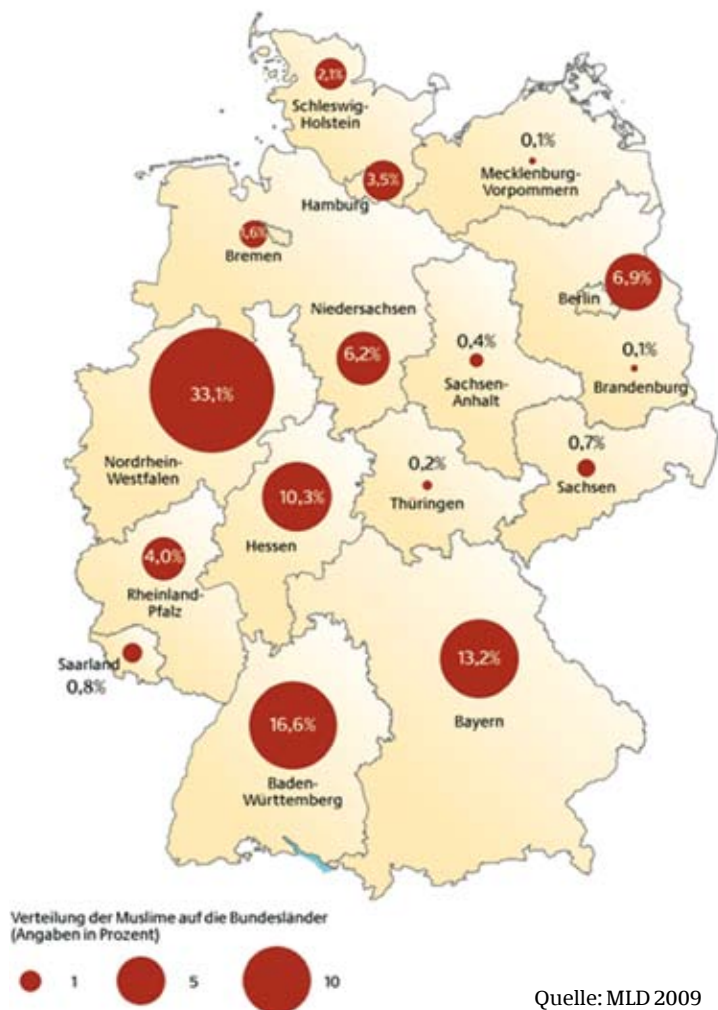 2,1%
Schleswig-
Holstein
0,1%
Mecklenburg-
Vorpommern
3,5%
Hamburg
1,6%
Bremen
6,9%
Berlin
Niedersachsen
6,2%
0,4%
Sachsen-
Anhalt
0,1%
Brandenburg
33,1%
Nordrhein-
Westfalen
0,7%
Sachsen
0,2%
Thüringen
10,3%
Hessen
4,0%
Rheinland-
Pfalz
Saarland
0,8%
13,2%
Bayern
16,6%
Baden-
Württemberg
Verteilung der Muslime auf die Bundesländer
(Angaben in Prozent)
1 5 10
Quelle: MLD 2009